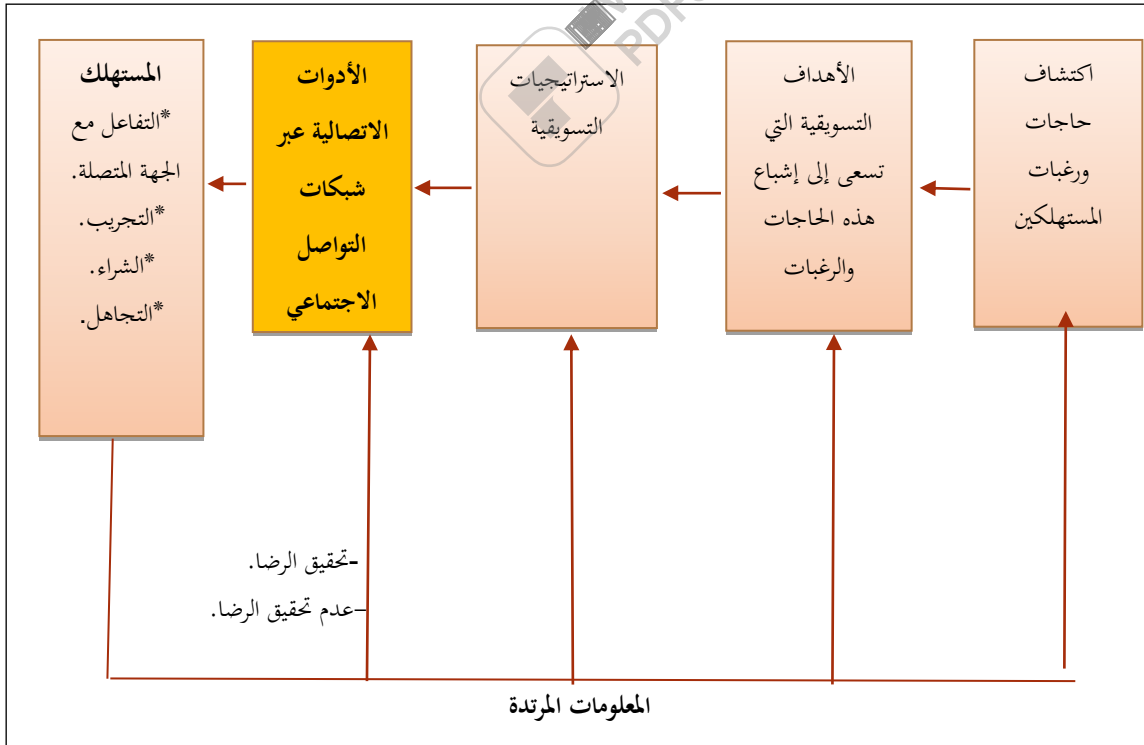 اكتشاف
حاجات
ورغبات
المستهلكين
الأهداف
التسويقية التي
تسعى إلى إشباع
هذه الحاجات
والرغبات
الاستراتيجيات
التسويقية
الأدوات
الاتصالية عبر
شبكات
التواصل
الاجتماعي
المستهلك
*التفاعل مع
الجهة المتصلة.
*التجريب.
*الشراء.
*التجاهل.
-تحقيق الرضا.
-عدم تحقيق الرضا.
المعلومات المرتدة